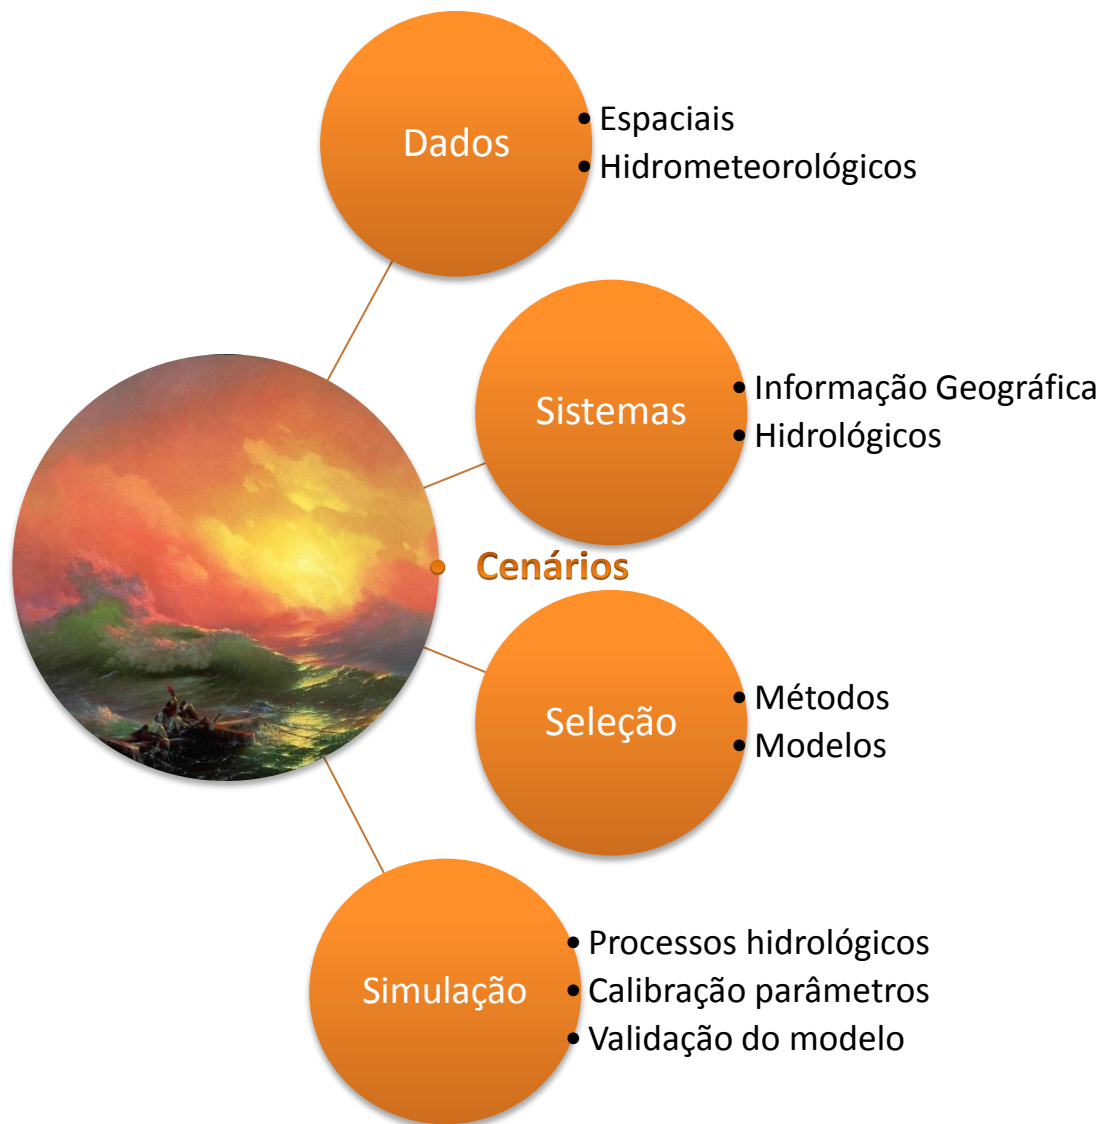 Dados
• Espaciais
• Hidrometeorológicos
Sistemas
• Informação Geográfica
• Hidrológicos
Cenários
Seleção
• Métodos
• Modelos
Simulação
• Processos hidrológicos
• Calibração parâmetros
• Validação do modelo